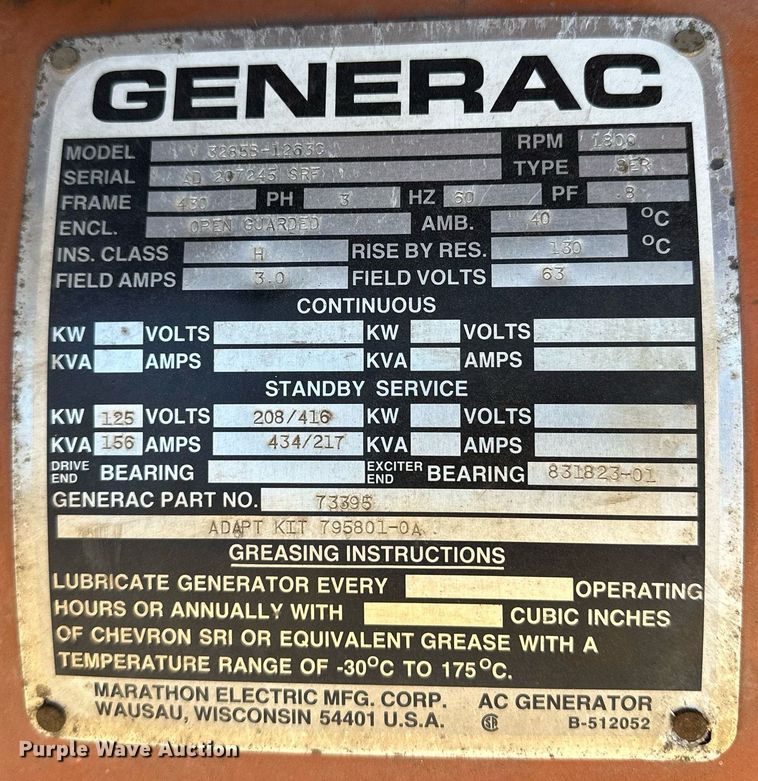 GENERAC
MODEL RPM 1800
SERIAL AD 207245 SRF TYPE SER
FRAME 430 PH 3 HZ 60 PF .8
ENCL. OPEN GUARDED AMB. 40 °C
INS. CLASS H RISE BY RES. 130 °C
FIELD AMPS 3.0 FIELD VOLTS 63
CONTINUOUS
KW VOLTS KW VOLTS
KVA AMPS KVA AMPS
STANDBY SERVICE
KW 125 VOLTS 208/416 KW VOLTS
KVA 156 AMPS 434/217 KVA AMPS
DRIVE END BEARING EXCITER END BEARING 831823-01
GENERAC PART NO. 73395
ADAPT KIT 795801-0A
GREASING INSTRUCTIONS
LUBRICATE GENERATOR EVERY OPERATING
HOURS OR ANNUALLY WITH CUBIC INCHES
OF CHEVRON SRI OR EQUIVALENT GREASE WITH A
TEMPERATURE RANGE OF -30°C TO 175°C.
MARATHON ELECTRIC MFG. CORP. AC GENERATOR
WAUSAU, WISCONSIN 54401 U.S.A. B-512052
Purple Wave Auction